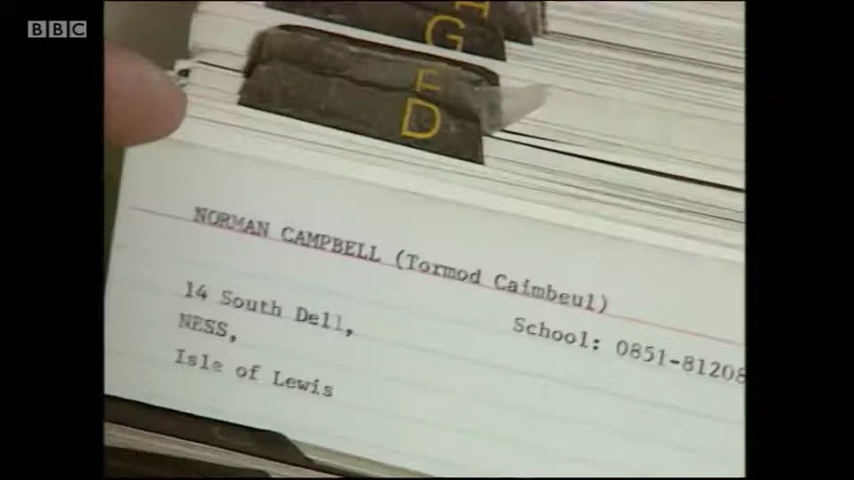 BBC
G
F
D
NORMAN CAMPBELL (Tormod Caimbeul)
14 South Dell,
School: 0851-81208
NESS,
Isle of Lewis